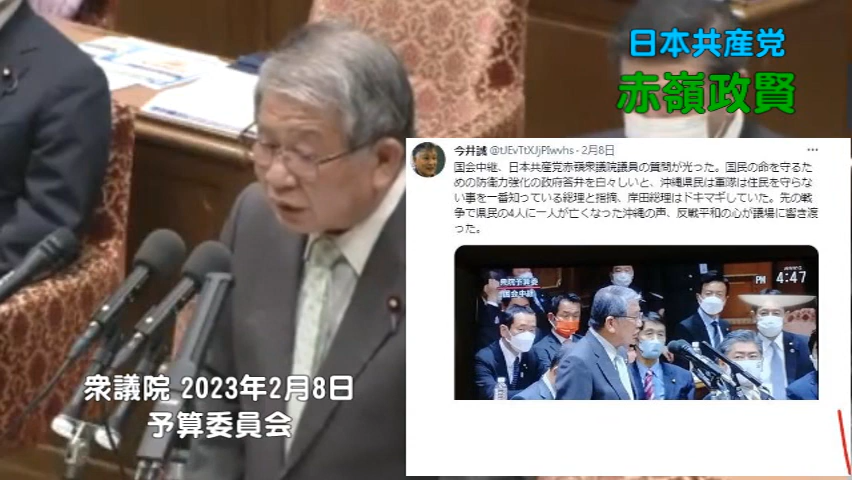 日本共産党
赤嶺政賢
今井誠 @tJEvTtXJjPIwvhs · 2月8日
国会中継、日本共産党赤嶺衆議院議員の質問が光った。国民の命を守るた
めの防衛力強化の政府答弁を白々しいと、沖縄県民は軍隊は住民を守らな
い事を一番知っている総理と指摘、岸田総理はドキマギしていた。先の戦
争で県民の4人に一人が亡くなった沖縄の声、反戦平和の心が議場に響き渡
った。
衆院予算委
国会中継
PM 4:47
衆議院 2023年2月8日
予算委員会